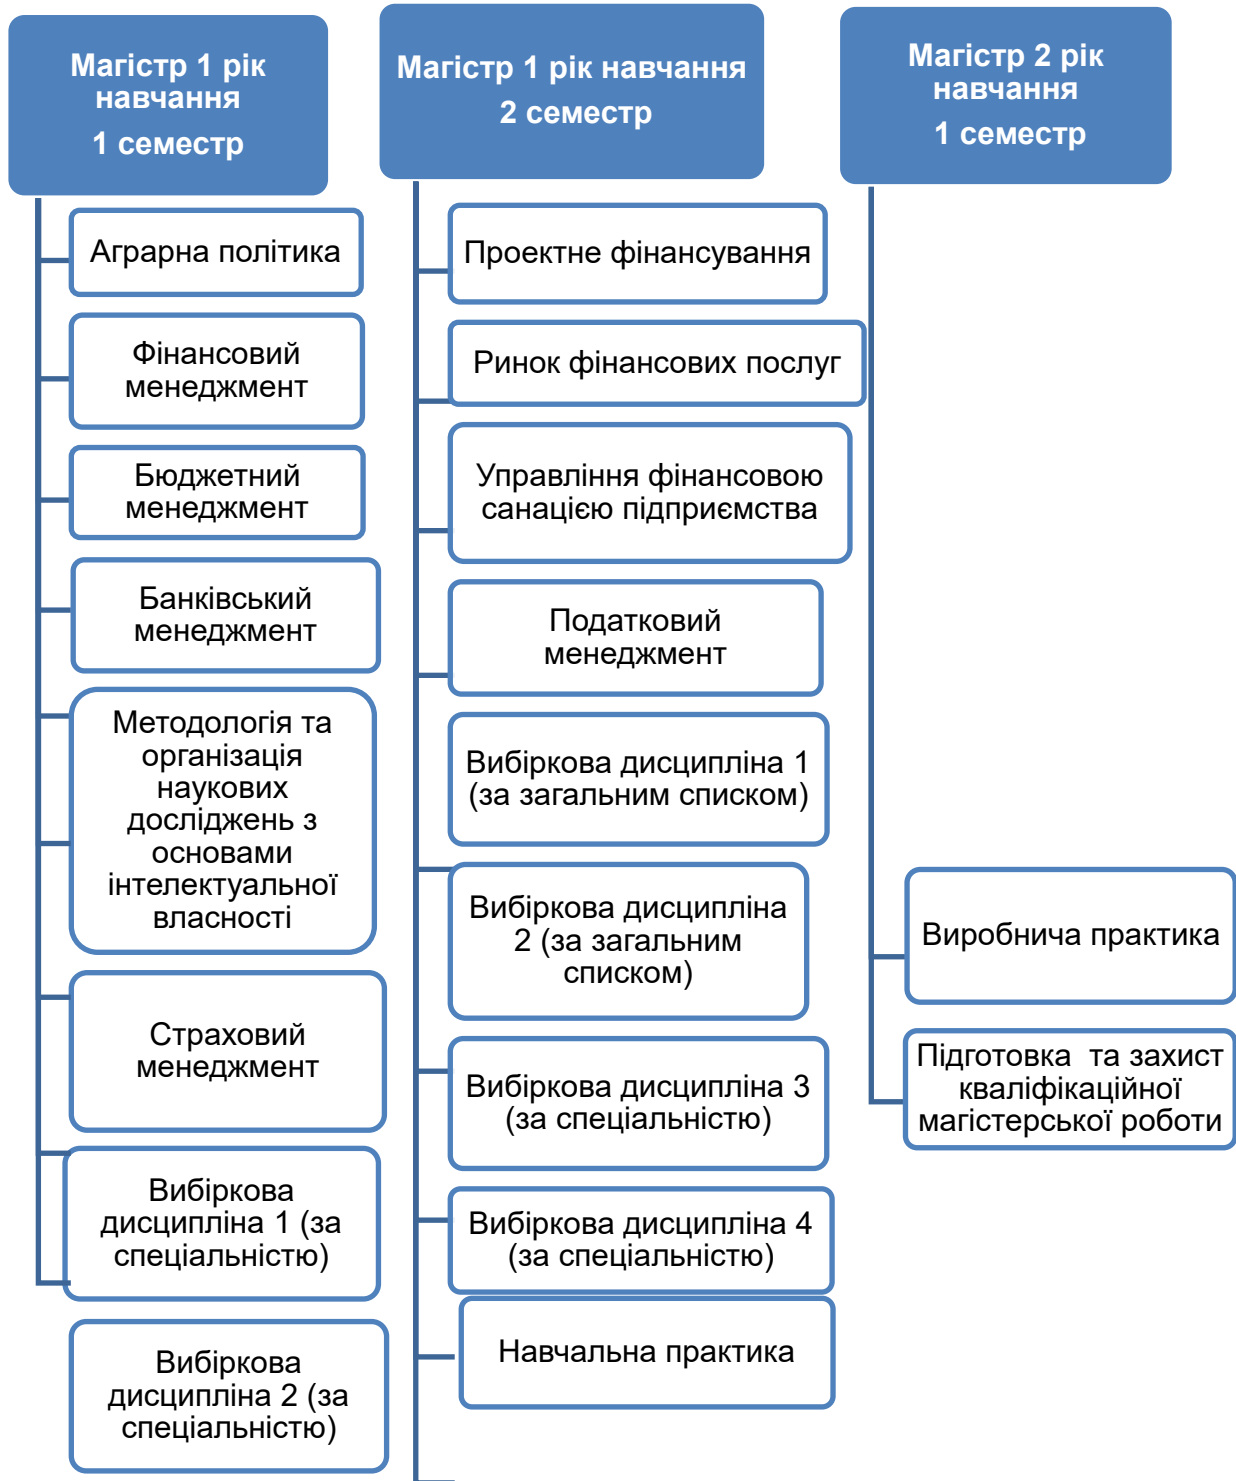 Магістр 1 рік
навчання
1 семестр
Аграрна політика
Фінансовий
менеджмент
Бюджетний
менеджмент
Банківський
менеджмент
Методологія та
організація
наукових
досліджень з
основами
інтелектуальної
власності
Страховий
менеджмент
Вибіркова
дисципліна 1 (за
спеціальністю)
Вибіркова
дисципліна 2 (за
спеціальністю)
Магістр 1 рік навчання
2 семестр
Проектне фінансування
Ринок фінансових послуг
Управління фінансовою
санацією підприємства
Податковий
менеджмент
Вибіркова дисципліна 1
(за загальним списком)
Вибіркова дисципліна
2 (за загальним
списком)
Вибіркова дисципліна 3
(за спеціальністю)
Вибіркова дисципліна 4
(за спеціальністю)
Навчальна практика
Магістр 2 рік
навчання
1 семестр
Виробнича практика
Підготовка  та захист
кваліфікаційної
магістерської роботи